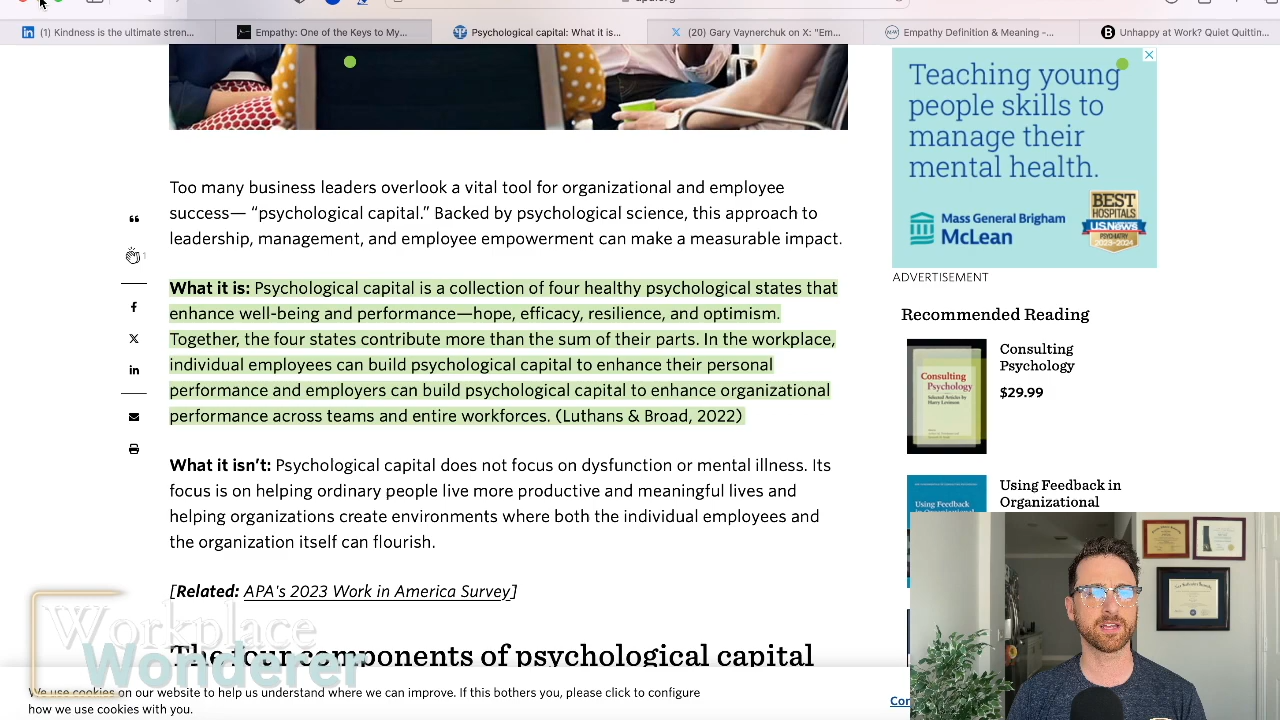 apa.org
(1) Kindness is the ultimate stren...
Empathy: One of the Keys to My...
Psychological capital: What it is...
(20) Gary Vaynerchuk on X: "Em...
Empathy Definition & Meaning –...
Unhappy at Work? Quiet Quittin...
Too many business leaders overlook a vital tool for organizational and employee
success— “psychological capital.” Backed by psychological science, this approach to
leadership, management, and employee empowerment can make a measurable impact.
1
What it is: Psychological capital is a collection of four healthy psychological states that
enhance well-being and performance—hope, efficacy, resilience, and optimism.
Together, the four states contribute more than the sum of their parts. In the workplace,
individual employees can build psychological capital to enhance their personal
performance and employers can build psychological capital to enhance organizational
performance across teams and entire workforces. (Luthans & Broad, 2022)
What it isn’t: Psychological capital does not focus on dysfunction or mental illness. Its
focus is on helping ordinary people live more productive and meaningful lives and
helping organizations create environments where both the individual employees and
the organization itself can flourish.
[Related: APA's 2023 Work in America Survey]
The four components of psychological capital
Workplace
Wonderer
We use cookies on our website to help us understand where we can improve. If this bothers you, please click to configure
how we use cookies with you.
Teaching young
people skills to
manage their
mental health.
Mass General Brigham
McLean
BEST
HOSPITALS
U.S.News
PSYCHIATRY
2023-2024
ADVERTISEMENT
Recommended Reading
Consulting
Psychology
Consulting
Psychology
$29.99
Using Feedback in
Organizational